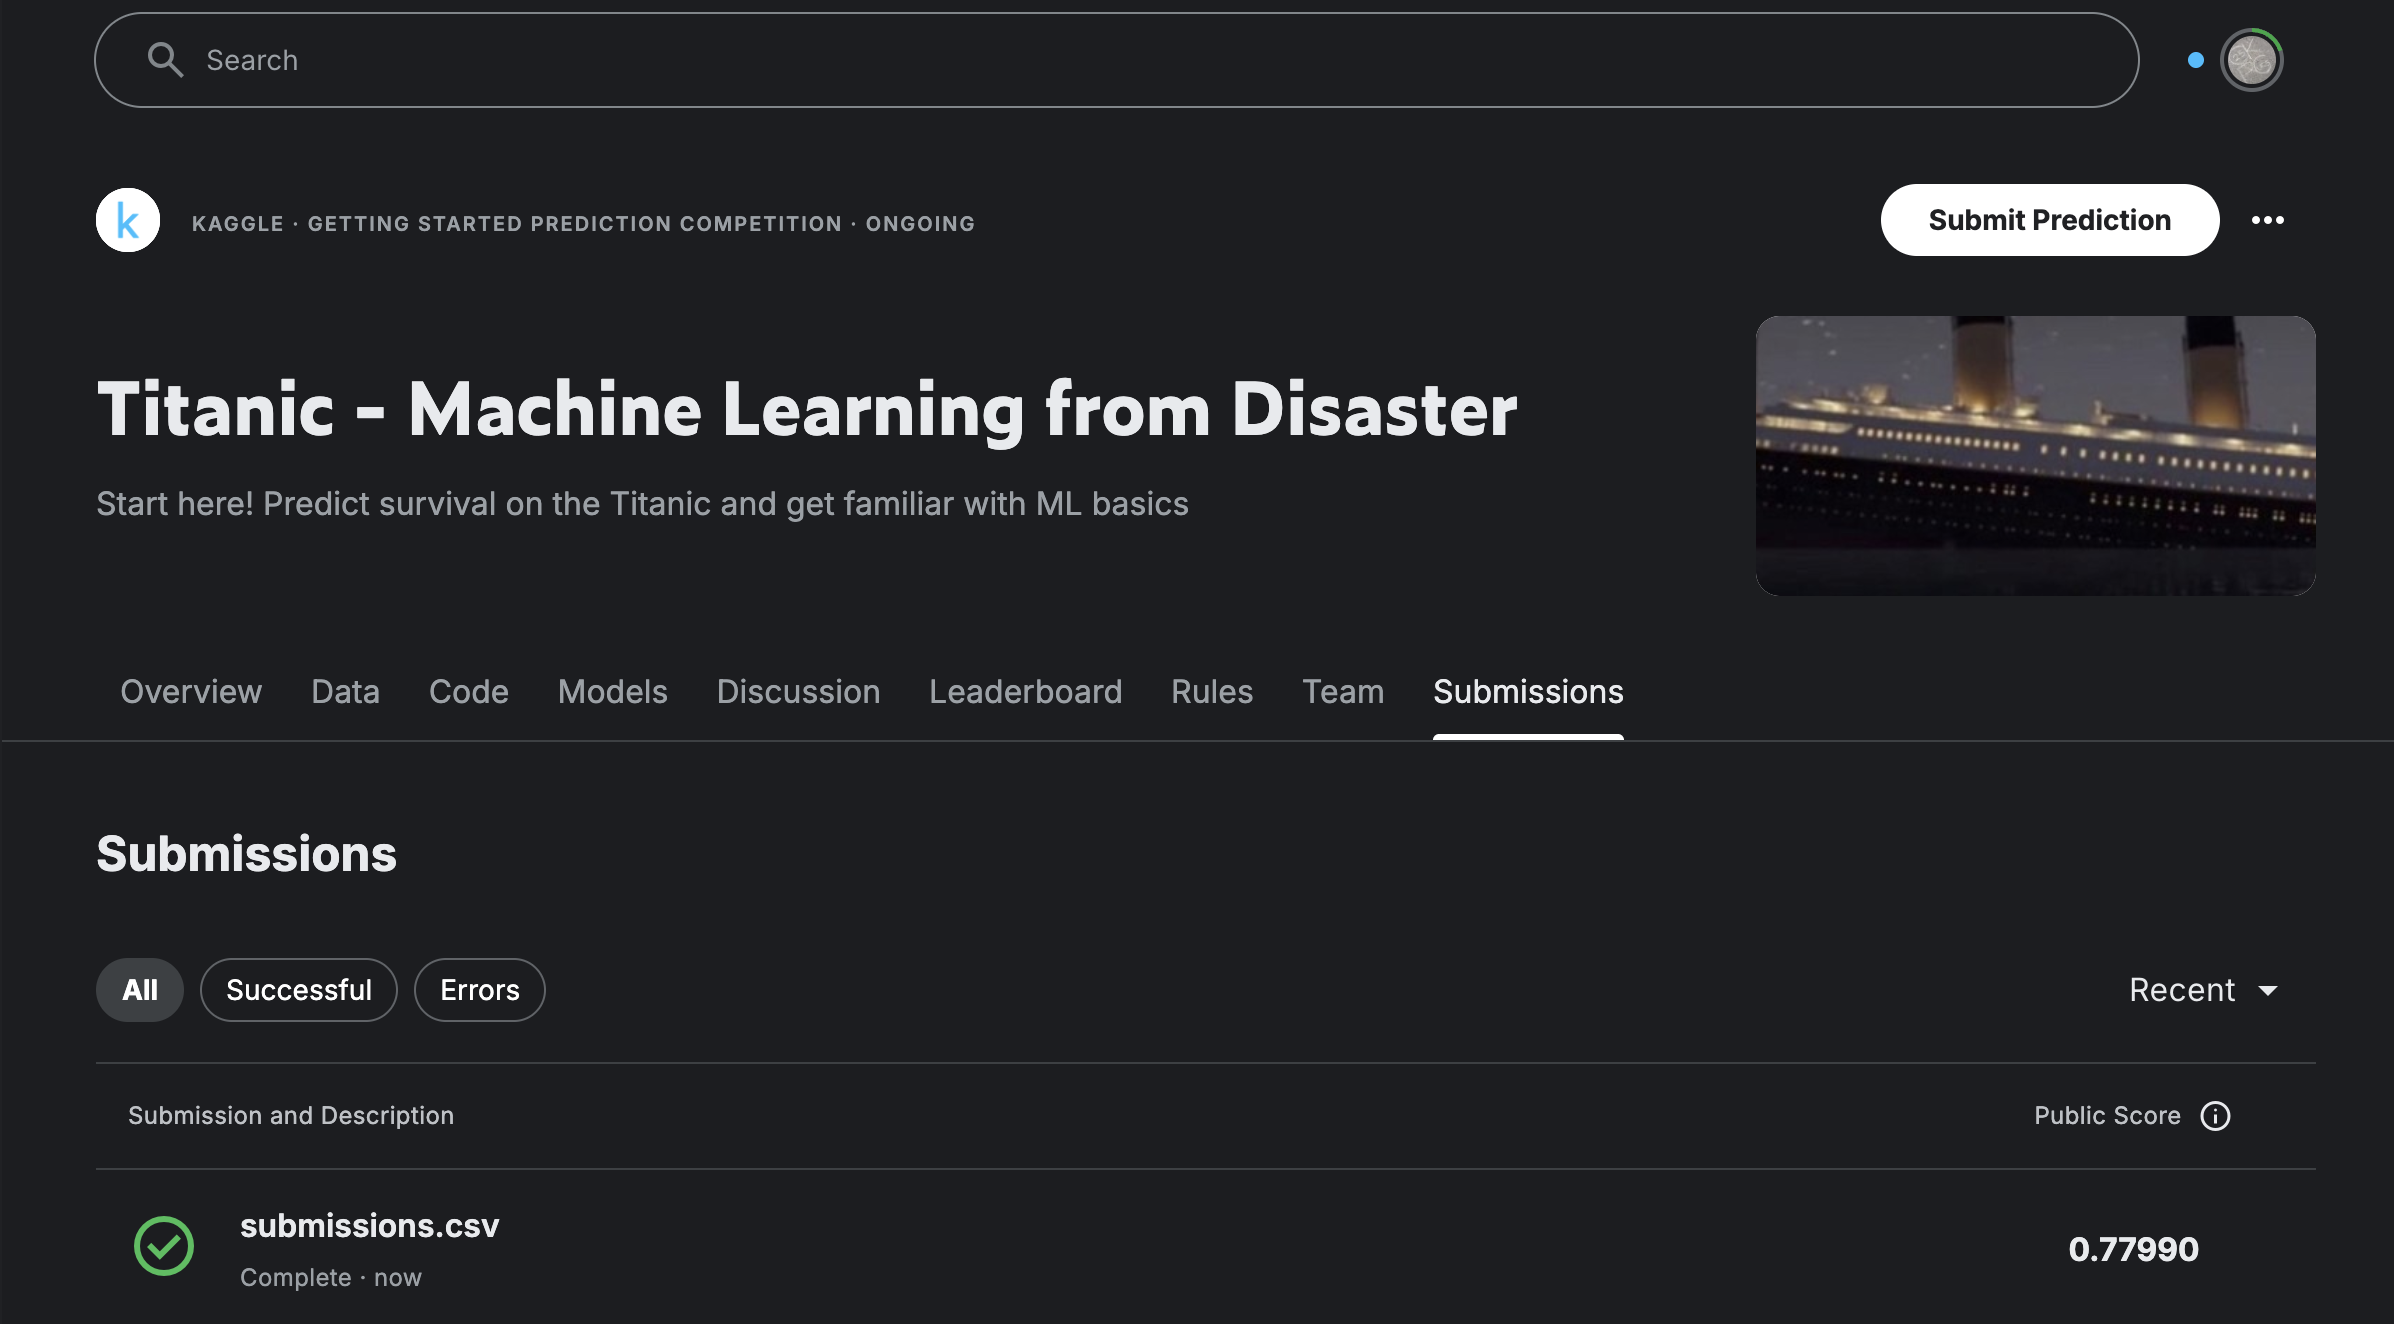 Search
k
KAGGLE · GETTING STARTED PREDICTION COMPETITION · ONGOING
Submit Prediction
Titanic - Machine Learning from Disaster
Start here! Predict survival on the Titanic and get familiar with ML basics
Overview Data Code Models Discussion Leaderboard Rules Team Submissions
Submissions
All Successful Errors Recent
Submission and Description Public Score
submissions.csv
Complete · now
0.77990